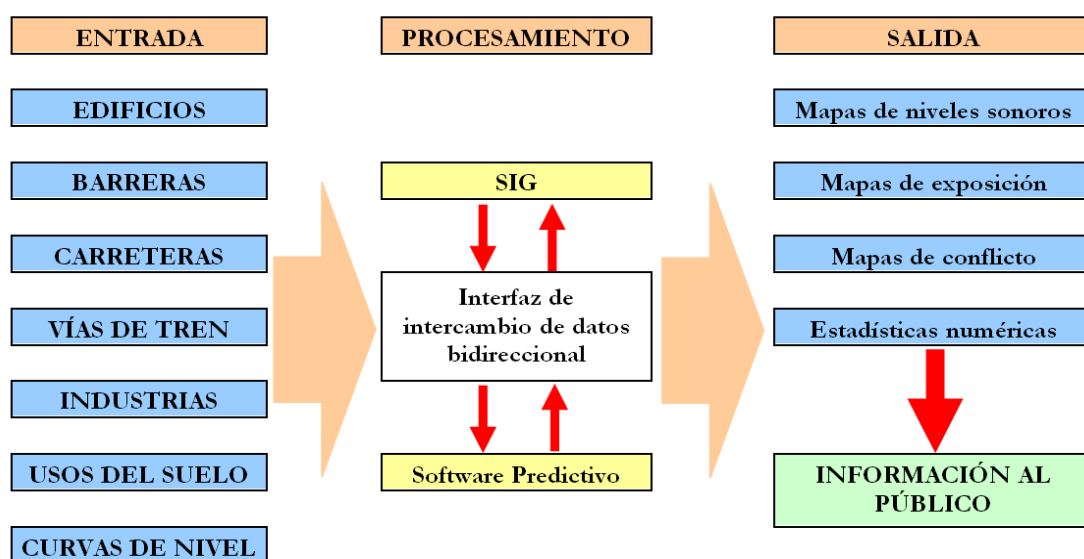 ENTRADA
EDIFICIOS
BARRERAS
CARRETERAS
VÍAS DE TREN
INDUSTRIAS
USOS DEL SUELO
CURVAS DE NIVEL
PROCESAMIENTO
SIG
Interfaz de
intercambio de datos
bidireccional
Software Predictivo
SALIDA
Mapas de niveles sonoros
Mapas de exposición
Mapas de conflicto
Estadísticas numéricas
INFORMACIÓN AL
PÚBLICO